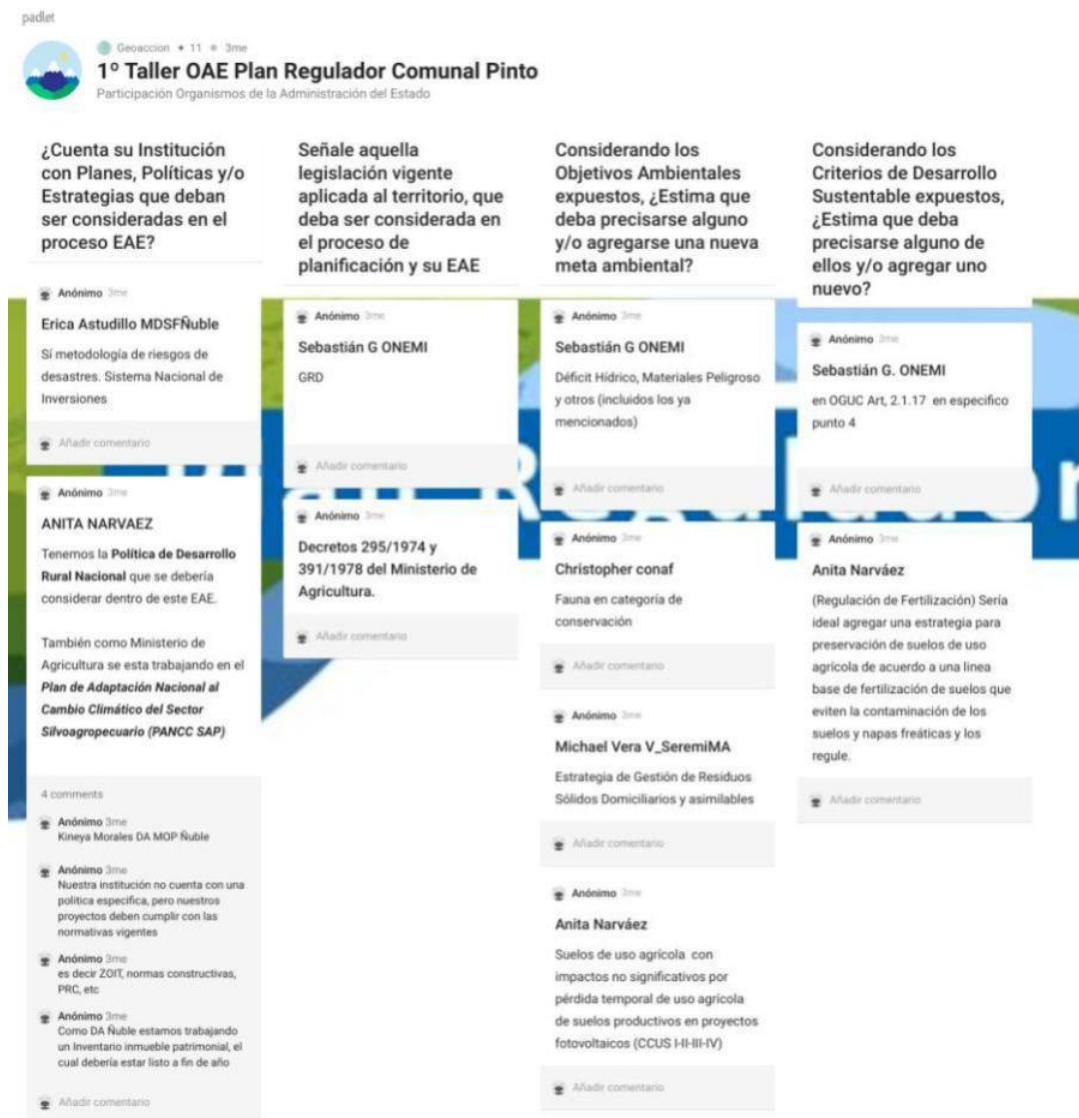 padlet
Geoaccion • 11 • 3me
1º Taller OAE Plan Regulador Comunal Pinto
Participación Organismos de la Administración del Estado
¿Cuenta su Institución
con Planes, Políticas y/o
Estrategias que deban
ser consideradas en el
proceso EAE?
Anónimo 3me
Erica Astudillo MDSFÑuble
Sí metodología de riesgos de
desastres. Sistema Nacional de
Inversiones
Añadir comentario
Anónimo 3me
ANITA NARVAEZ
Tenemos la Política de Desarrollo
Rural Nacional que se debería
considerar dentro de este EAE.
También como Ministerio de
Agricultura se esta trabajando en el
Plan de Adaptación Nacional al
Cambio Climático del Sector
Silvoagropecuario (PANCC SAP)
4 comments
Anónimo 3me
Kineya Morales DA MOP Ñuble
Anónimo 3me
Nuestra institución no cuenta con una
política especifica, pero nuestros
proyectos deben cumplir con las
normativas vigentes
Anónimo 3me
es decir ZOIT, normas constructivas,
PRC, etc
Anónimo 3me
Como DA Ñuble estamos trabajando
un Inventario inmueble patrimonial, el
cual debería estar listo a fin de año
Añadir comentario
Señale aquella
legislación vigente
aplicada al territorio, que
deba ser considerada en
el proceso de
planificación y su EAE
Anónimo 3me
Sebastián G ONEMI
GRD
Añadir comentario
Anónimo 3me
Decretos 295/1974 y
391/1978 del Ministerio de
Agricultura.
Añadir comentario
Considerando los
Objetivos Ambientales
expuestos, ¿Estima que
deba precisarse alguno
y/o agregarse una nueva
meta ambiental?
Anónimo 3me
Sebastián G ONEMI
Déficit Hídrico, Materiales Peligroso
y otros (incluidos los ya
mencionados)
Añadir comentario
Anónimo 3me
Christopher conaf
Fauna en categoría de
conservación
Añadir comentario
Anónimo 3me
Michael Vera V_SeremiMA
Estrategia de Gestión de Residuos
Sólidos Domiciliarios y asimilables
Añadir comentario
Anónimo 3me
Anita Narváez
Suelos de uso agrícola con
impactos no significativos por
pérdida temporal de uso agrícola
de suelos productivos en proyectos
fotovoltaicos (CCUS I-II-III-IV)
Añadir comentario
Considerando los
Criterios de Desarrollo
Sustentable expuestos,
¿Estima que deba
precisarse alguno de
ellos y/o agregar uno
nuevo?
Anónimo 3me
Sebastián G. ONEMI
en OGUC Art, 2.1.17 en especifico
punto 4
Añadir comentario
Anónimo 3me
Anita Narváez
(Regulación de Fertilización) Sería
ideal agregar una estrategia para
preservación de suelos de uso
agrícola de acuerdo a una linea
base de fertilización de suelos que
eviten la contaminación de los
suelos y napas freáticas y los
regule.
Añadir comentario